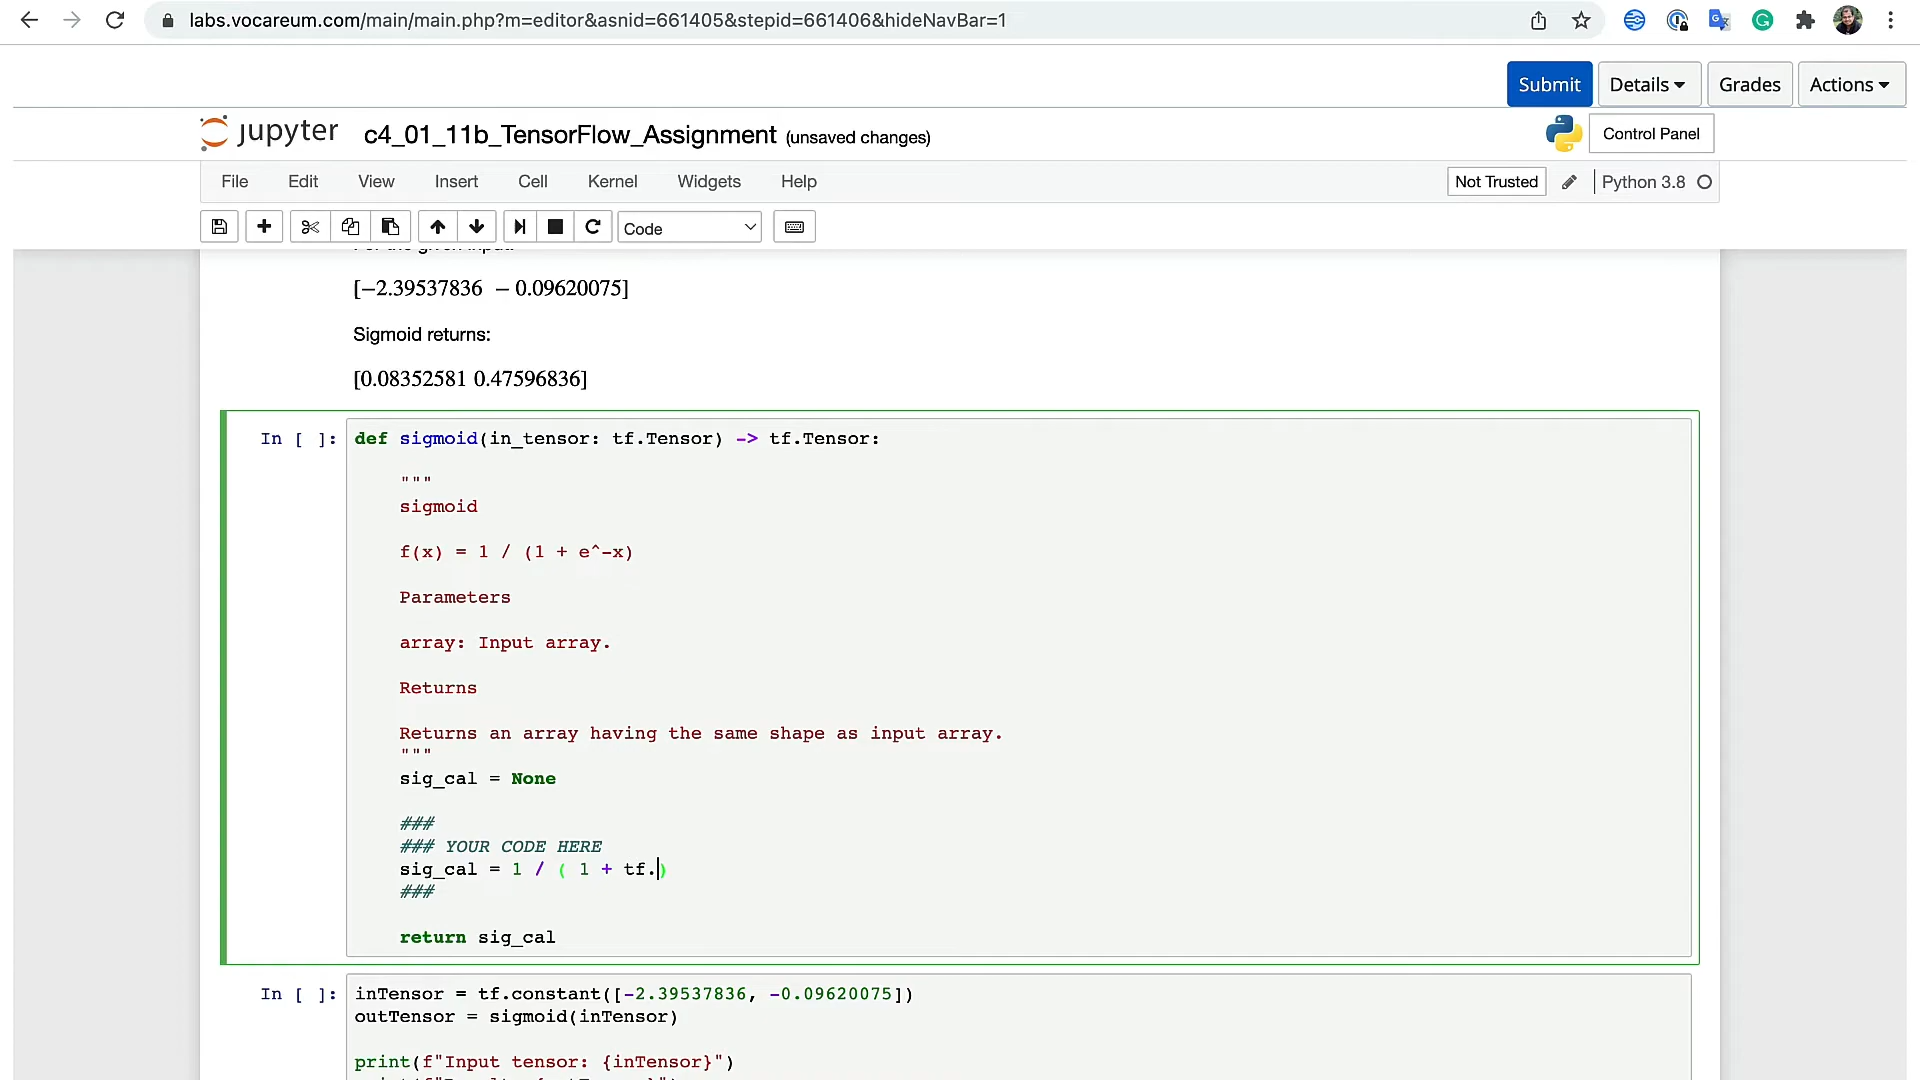 labs.vocareum.com/main/main.php?m=editor&asnid=661405&stepid=661406&hideNavBar=1
Submit Details Grades Actions
jupyter c4_01_11b_TensorFlow_Assignment (unsaved changes) Control Panel
File Edit View Insert Cell Kernel Widgets Help Not Trusted Python 3.8
Code
For the given input:
[−2.39537836 − 0.09620075]
Sigmoid returns:
[0.08352581 0.47596836]
In [ ]: def sigmoid(in_tensor: tf.Tensor) -> tf.Tensor:
"""
sigmoid
f(x) = 1 / (1 + e^-x)
Parameters
array: Input array.
Returns
Returns an array having the same shape as input array.
"""
sig_cal = None
###
### YOUR CODE HERE
sig_cal = 1 / ( 1 + tf.)
###
return sig_cal
In [ ]: inTensor = tf.constant([-2.39537836, -0.09620075])
outTensor = sigmoid(inTensor)
print(f"Input tensor: {inTensor}")